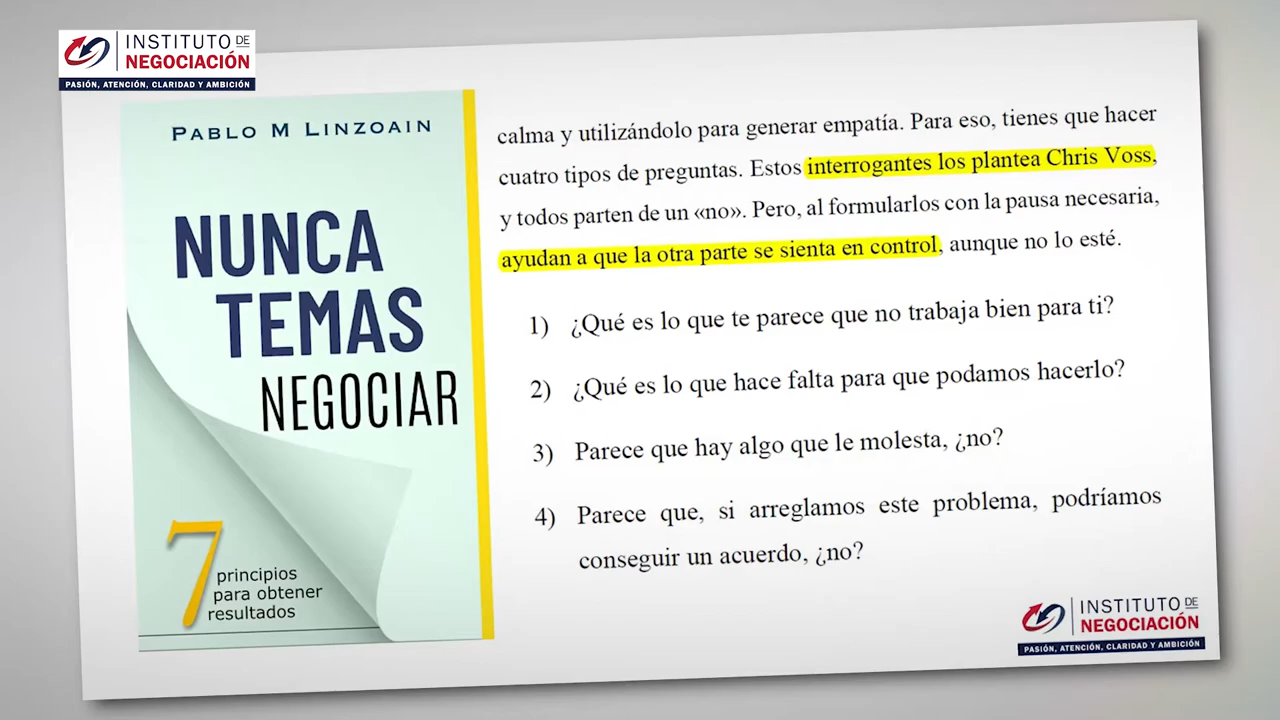 INSTITUTO DE
NEGOCIACIÓN
PASIÓN, ATENCIÓN, CLARIDAD Y AMBICIÓN
PABLO M LINZOAIN
NUNCA
TEMAS
NEGOCIAR
7 principios
para obtener
resultados
calma y utilizándolo para generar empatía. Para eso, tienes que hacer
cuatro tipos de preguntas. Estos interrogantes los plantea Chris Voss,
y todos parten de un «no». Pero, al formularlos con la pausa necesaria,
ayudan a que la otra parte se sienta en control, aunque no lo esté.
1) ¿Qué es lo que te parece que no trabaja bien para ti?
2) ¿Qué es lo que hace falta para que podamos hacerlo?
3) Parece que hay algo que le molesta, ¿no?
4) Parece que, si arreglamos este problema, podríamos
conseguir un acuerdo, ¿no?
INSTITUTO DE
NEGOCIACIÓN
PASIÓN, ATENCIÓN, CLARIDAD Y AMBICIÓN